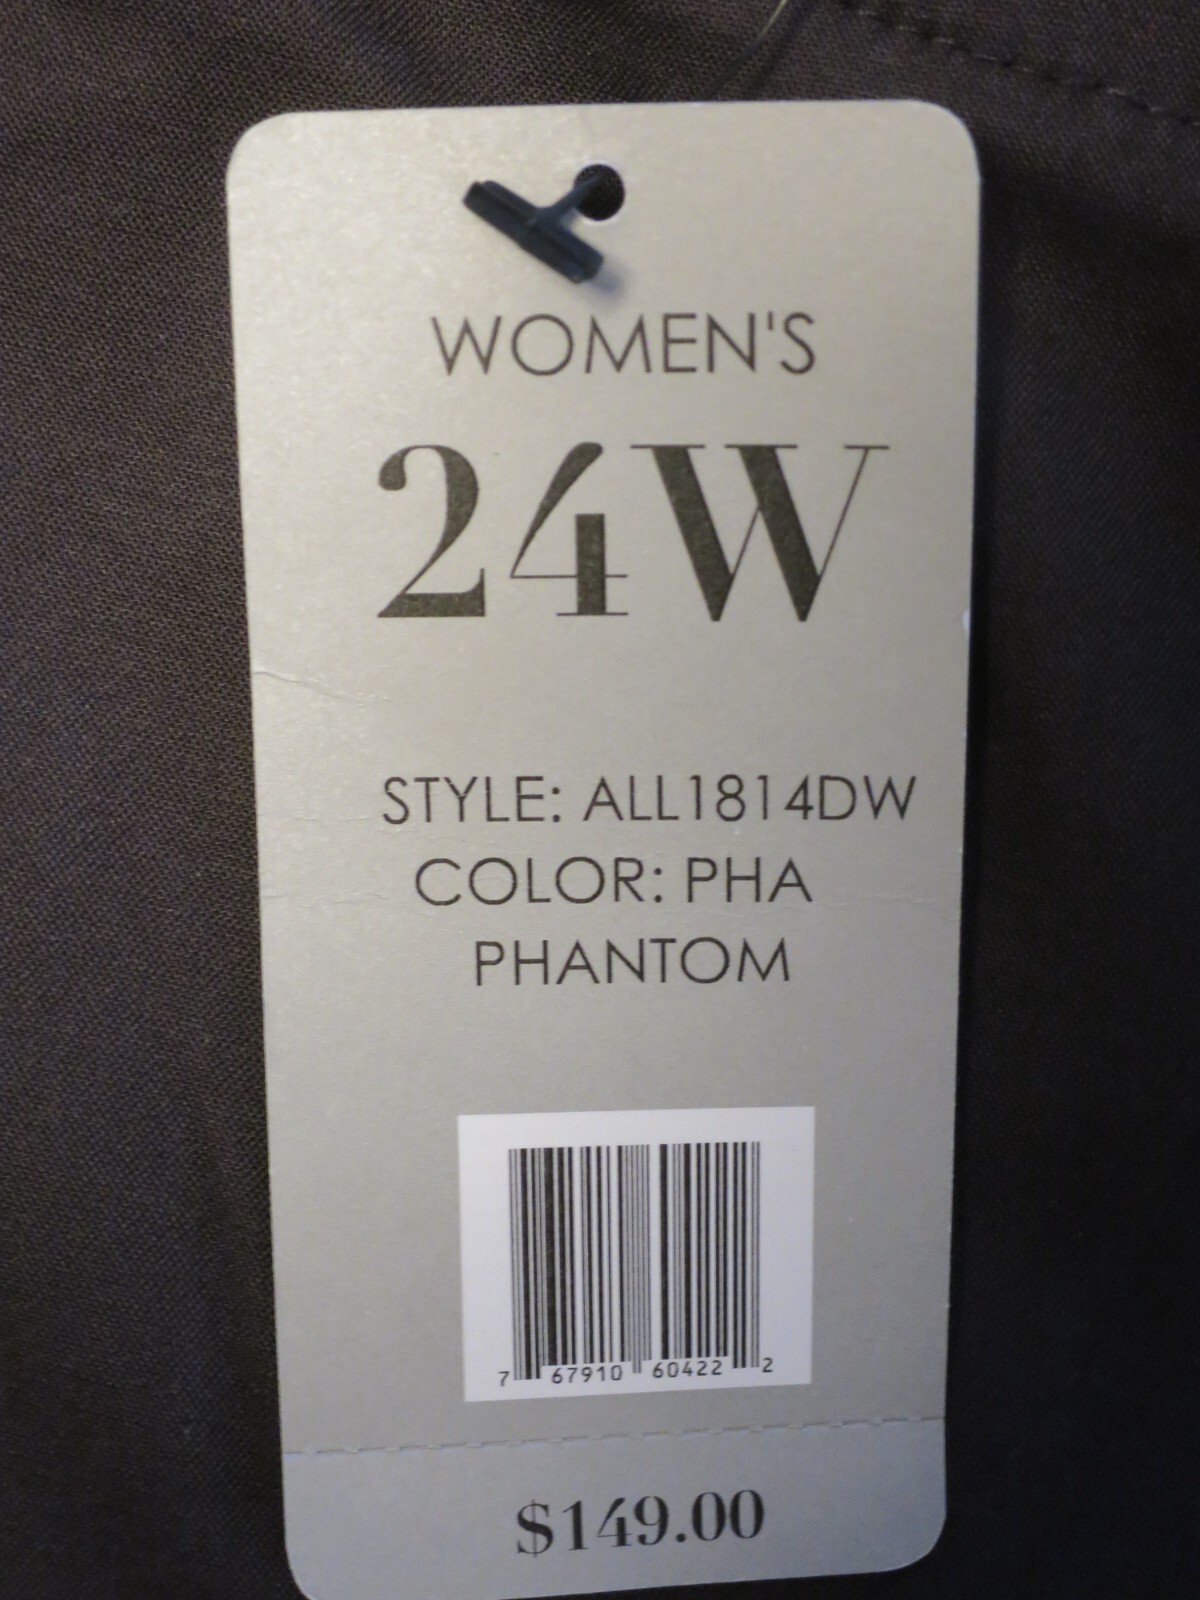 WOMEN'S
24W
STYLE: ALL1814DW
COLOR: PHA
PHANTOM
7 67910 60422 2
$149.00